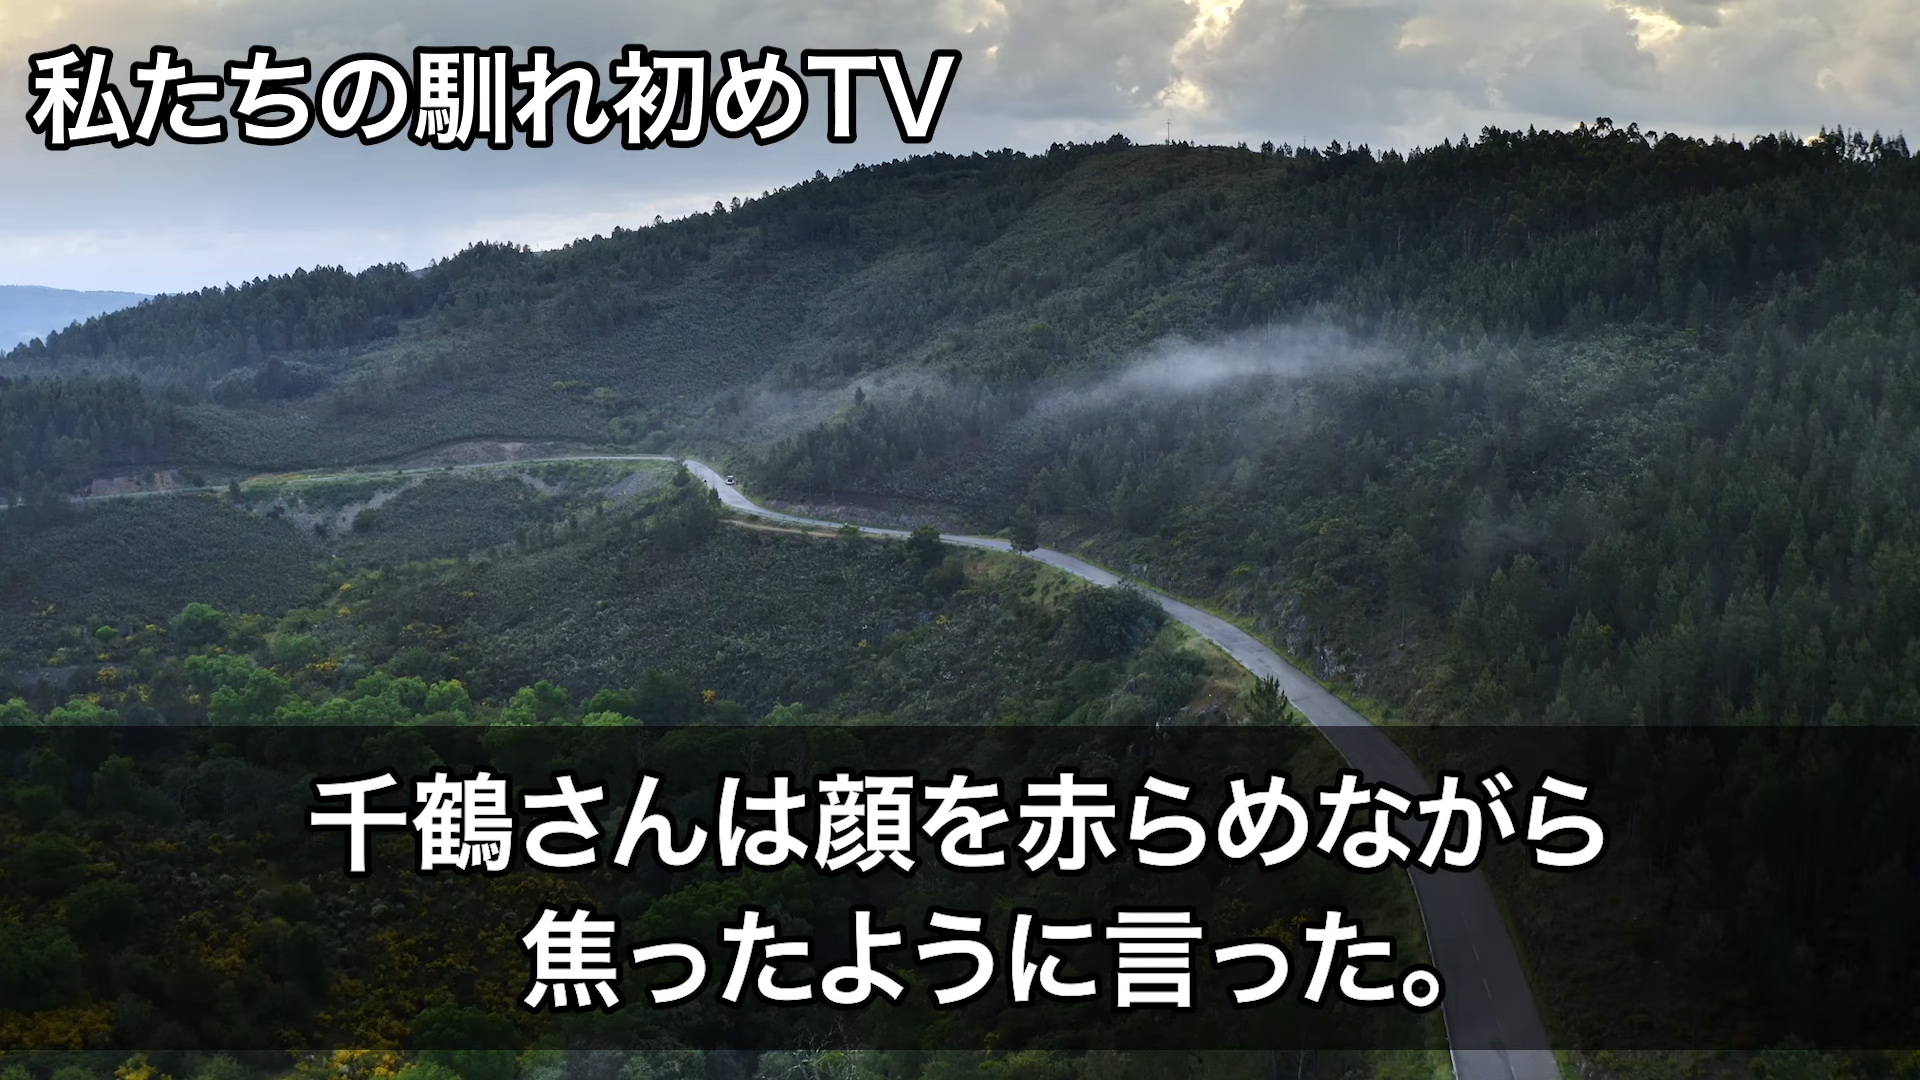 私たちの馴れ初めTV
千鶴さんは顔を赤らめながら
焦ったように言った。